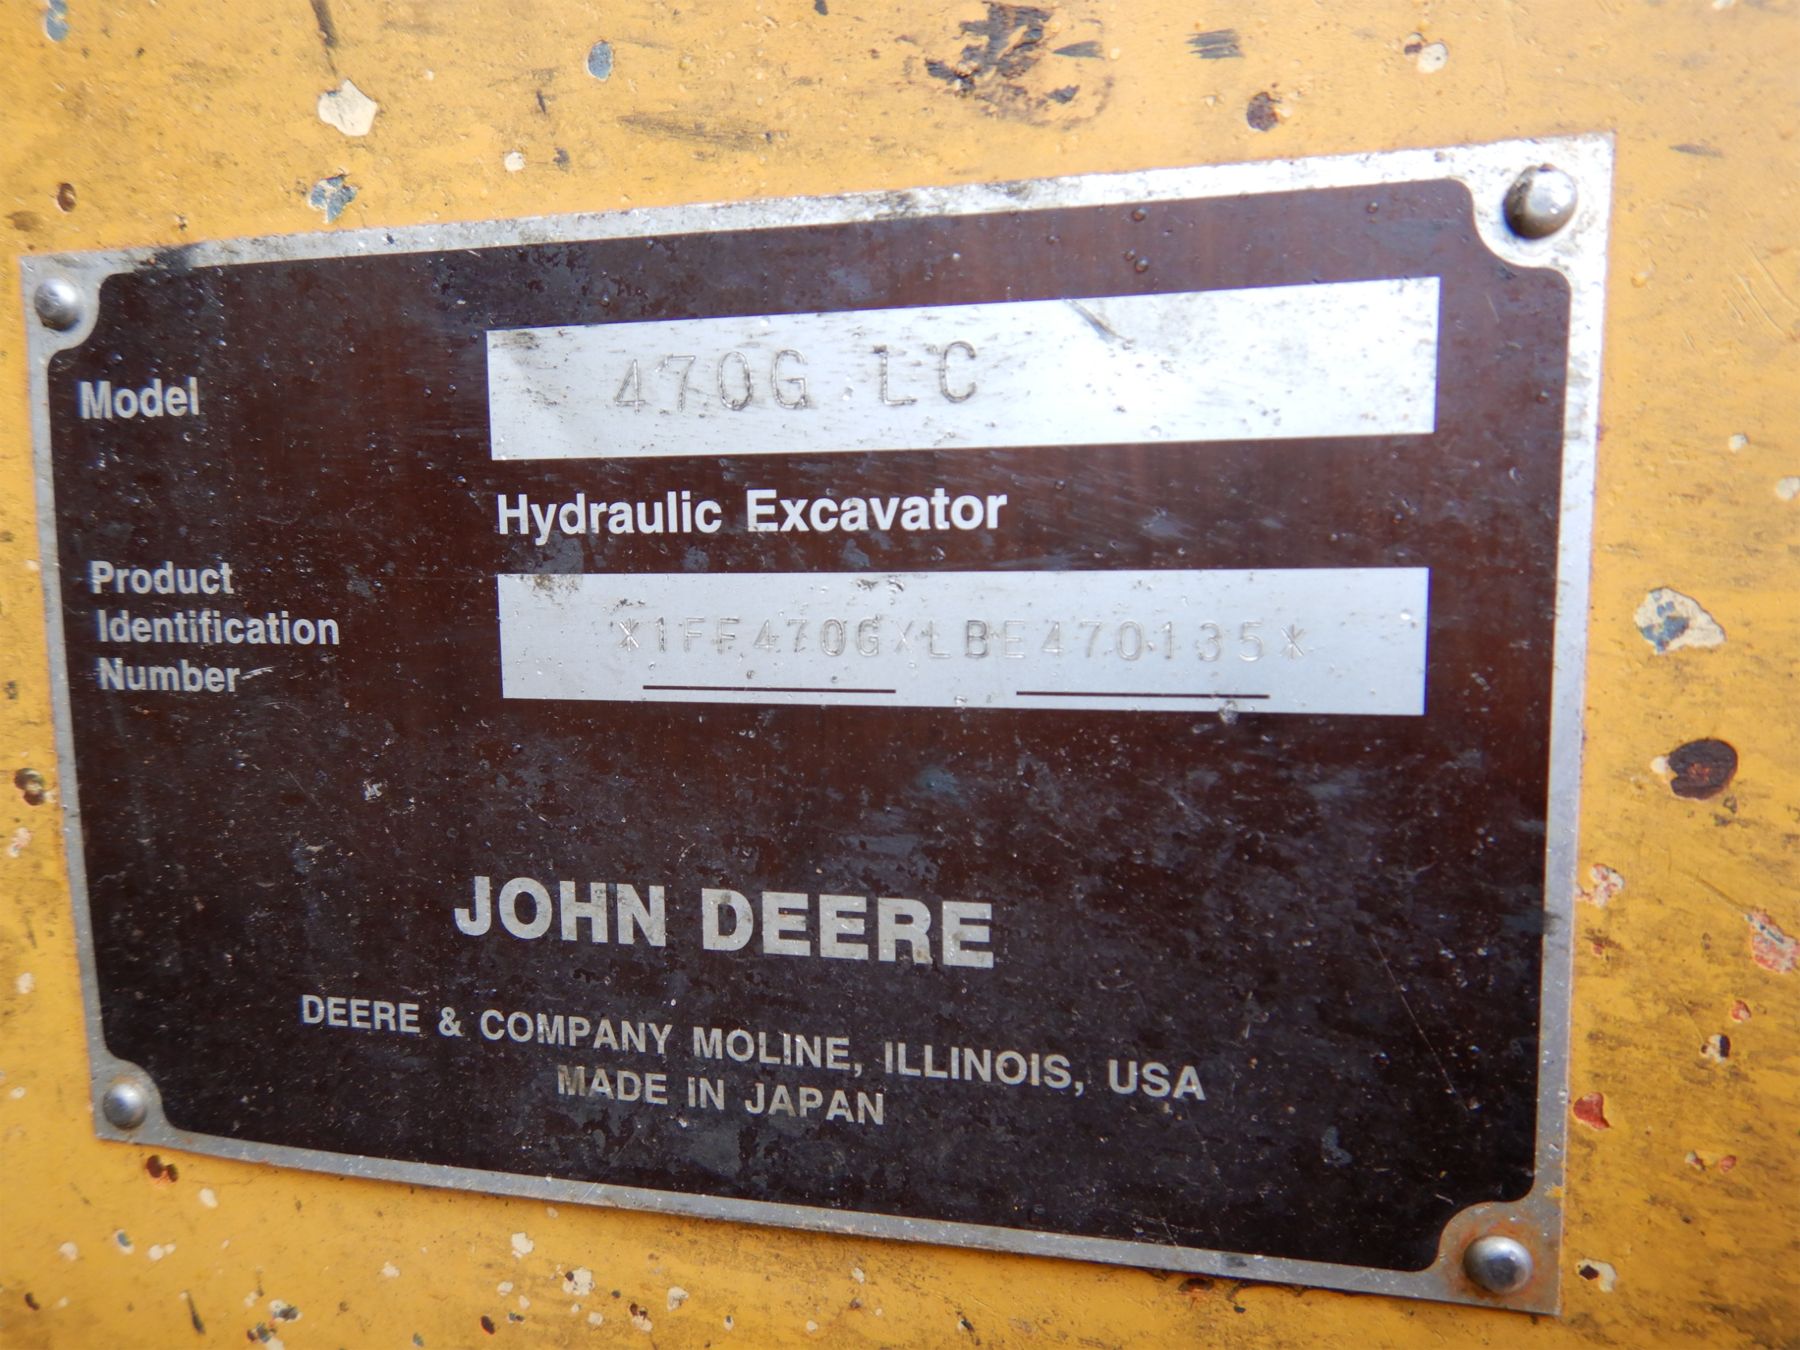 Model 470G LC
Hydraulic Excavator
Product
Identification
Number
*1FF470GXLBE470135*
JOHN DEERE
DEERE & COMPANY MOLINE, ILLINOIS, USA
MADE IN JAPAN